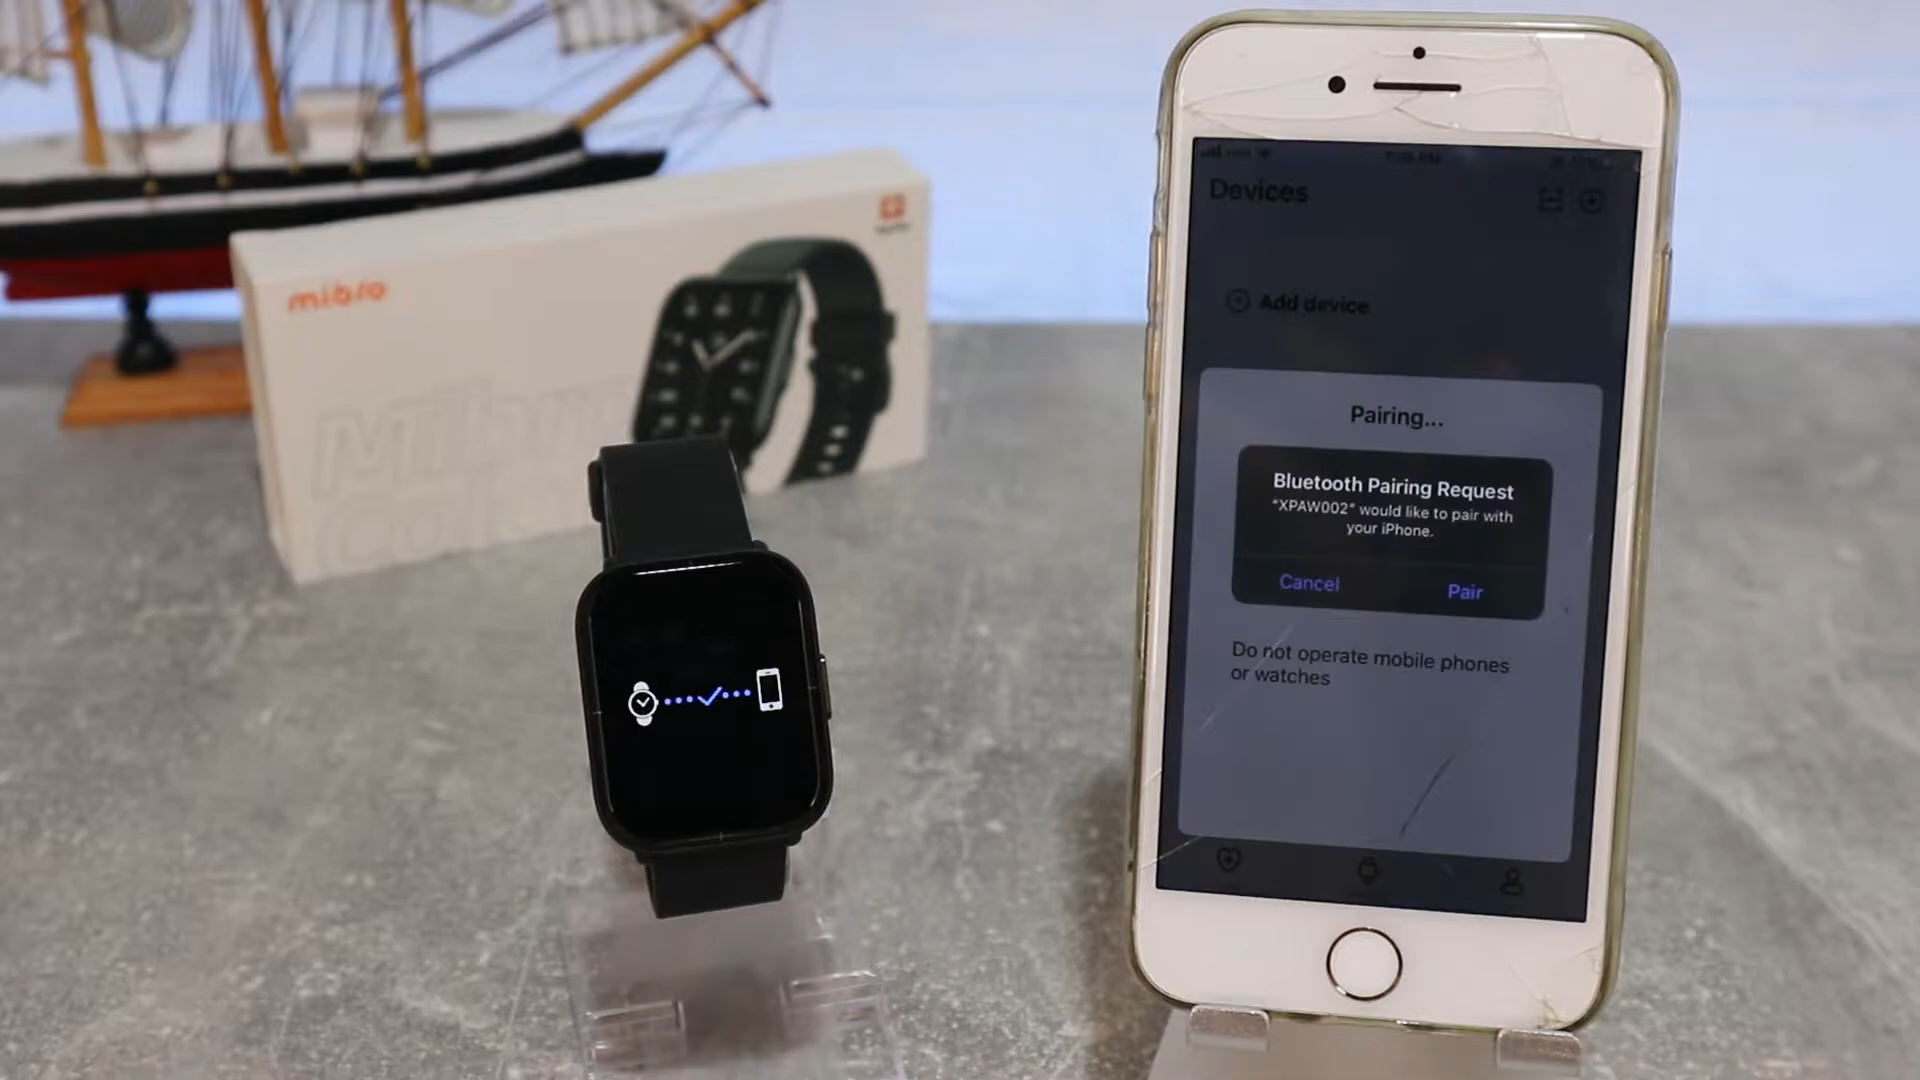 mibro
Mibro
Devices
Add device
Pairing...
Bluetooth Pairing Request
"XPAW002" would like to pair with
your iPhone.
Cancel
Pair
Do not operate mobile phones
or watches